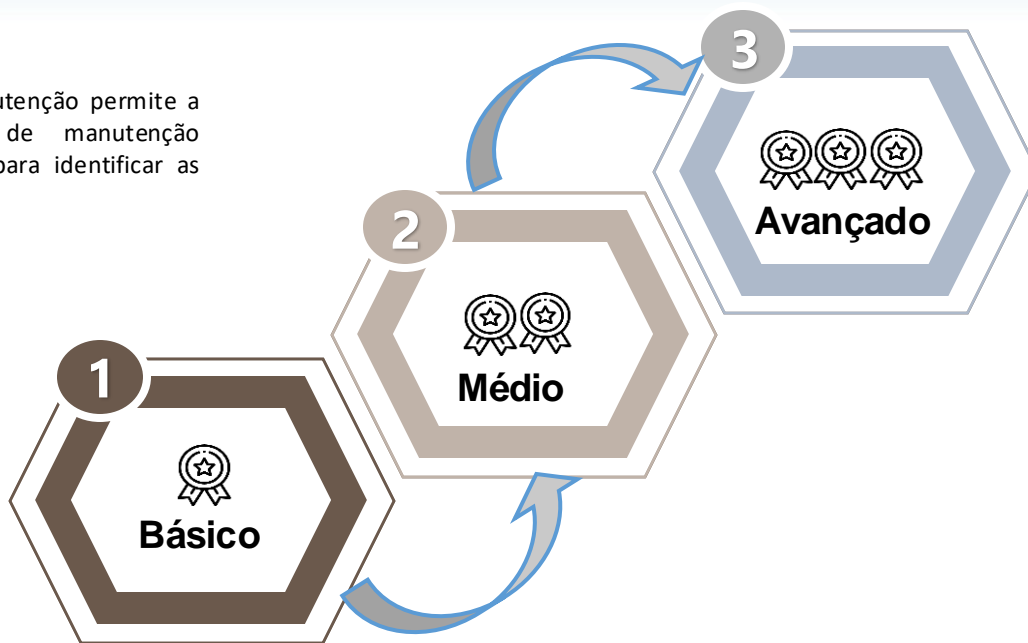 utenção permite a
de manutenção
para identificar as
3
Avançado
2
Médio
1
Básico